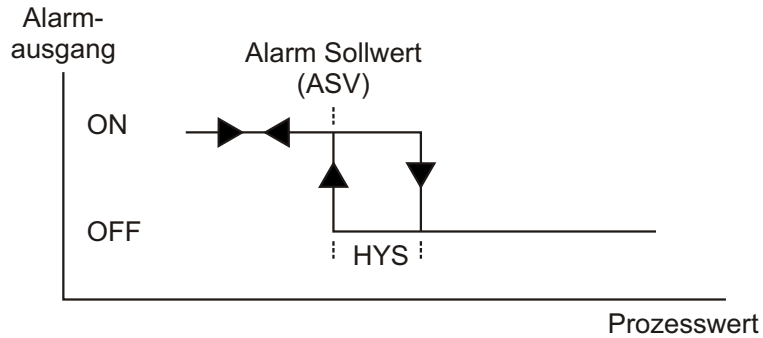 Alarm-
ausgang
Alarm Sollwert
(ASV)
ON
OFF
HYS
Prozesswert